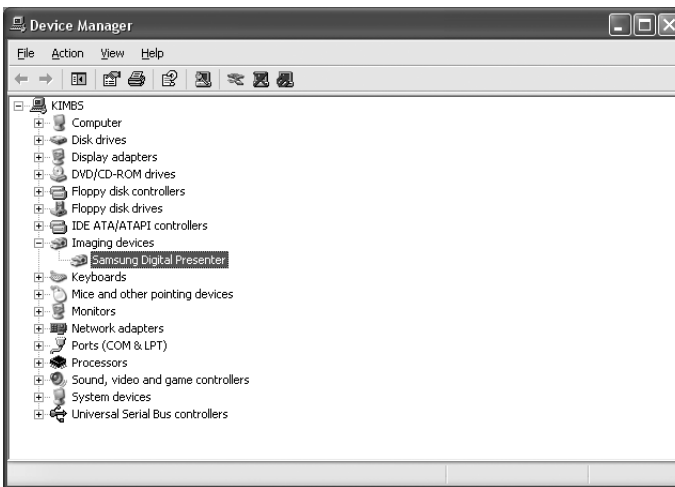 Device Manager
File Action View Help
KIMBS
Computer
Disk drives
Display adapters
DVD/CD-ROM drives
Floppy disk controllers
Floppy disk drives
IDE ATA/ATAPI controllers
Imaging devices
Samsung Digital Presenter
Keyboards
Mice and other pointing devices
Monitors
Network adapters
Ports (COM & LPT)
Processors
Sound, video and game controllers
System devices
Universal Serial Bus controllers